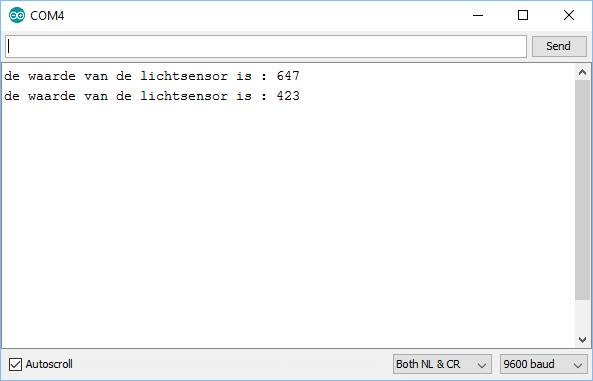 COM4
Send
de waarde van de lichtsensor is : 647
de waarde van de lichtsensor is : 423
Autoscroll
Both NL & CR
9600 baud